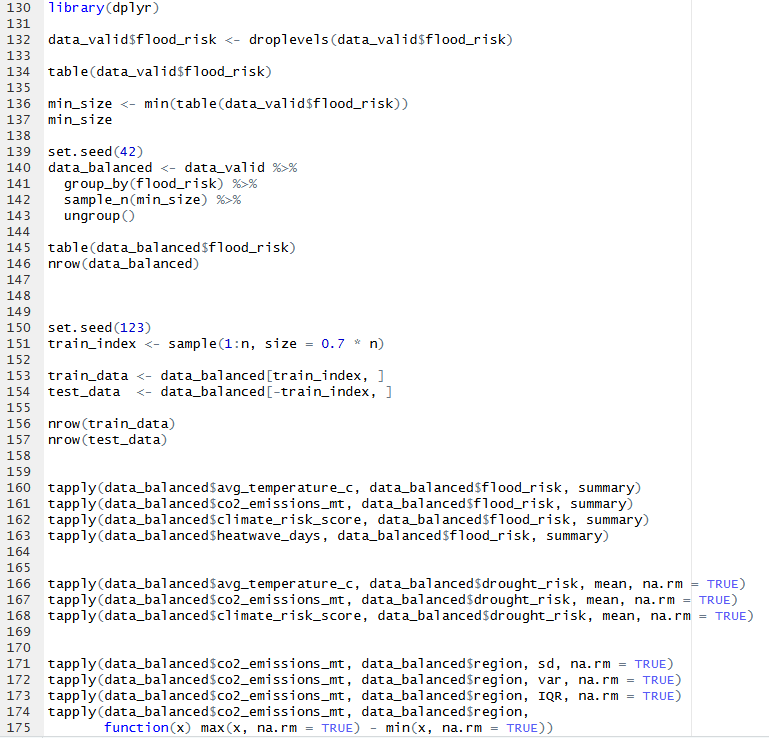 130 library(dplyr)
131
132 data_valid$flood_risk <- droplevels(data_valid$flood_risk)
133
134 table(data_valid$flood_risk)
135
136 min_size <- min(table(data_valid$flood_risk))
137 min_size
138
139 set.seed(42)
140 data_balanced <- data_valid %>%
141   group_by(flood_risk) %>%
142   sample_n(min_size) %>%
143   ungroup()
144
145 table(data_balanced$flood_risk)
146 nrow(data_balanced)
147
148
149
150 set.seed(123)
151 train_index <- sample(1:n, size = 0.7 * n)
152
153 train_data <- data_balanced[train_index, ]
154 test_data  <- data_balanced[-train_index, ]
155
156 nrow(train_data)
157 nrow(test_data)
158
159
160 tapply(data_balanced$avg_temperature_c, data_balanced$flood_risk, summary)
161 tapply(data_balanced$co2_emissions_mt, data_balanced$flood_risk, summary)
162 tapply(data_balanced$climate_risk_score, data_balanced$flood_risk, summary)
163 tapply(data_balanced$heatwave_days, data_balanced$flood_risk, summary)
164
165
166 tapply(data_balanced$avg_temperature_c, data_balanced$drought_risk, mean, na.rm = TRUE)
167 tapply(data_balanced$co2_emissions_mt, data_balanced$drought_risk, mean, na.rm = TRUE)
168 tapply(data_balanced$climate_risk_score, data_balanced$drought_risk, mean, na.rm = TRUE)
169
170
171 tapply(data_balanced$co2_emissions_mt, data_balanced$region, sd, na.rm = TRUE)
172 tapply(data_balanced$co2_emissions_mt, data_balanced$region, var, na.rm = TRUE)
173 tapply(data_balanced$co2_emissions_mt, data_balanced$region, IQR, na.rm = TRUE)
174 tapply(data_balanced$co2_emissions_mt, data_balanced$region,
175        function(x) max(x, na.rm = TRUE) - min(x, na.rm = TRUE))